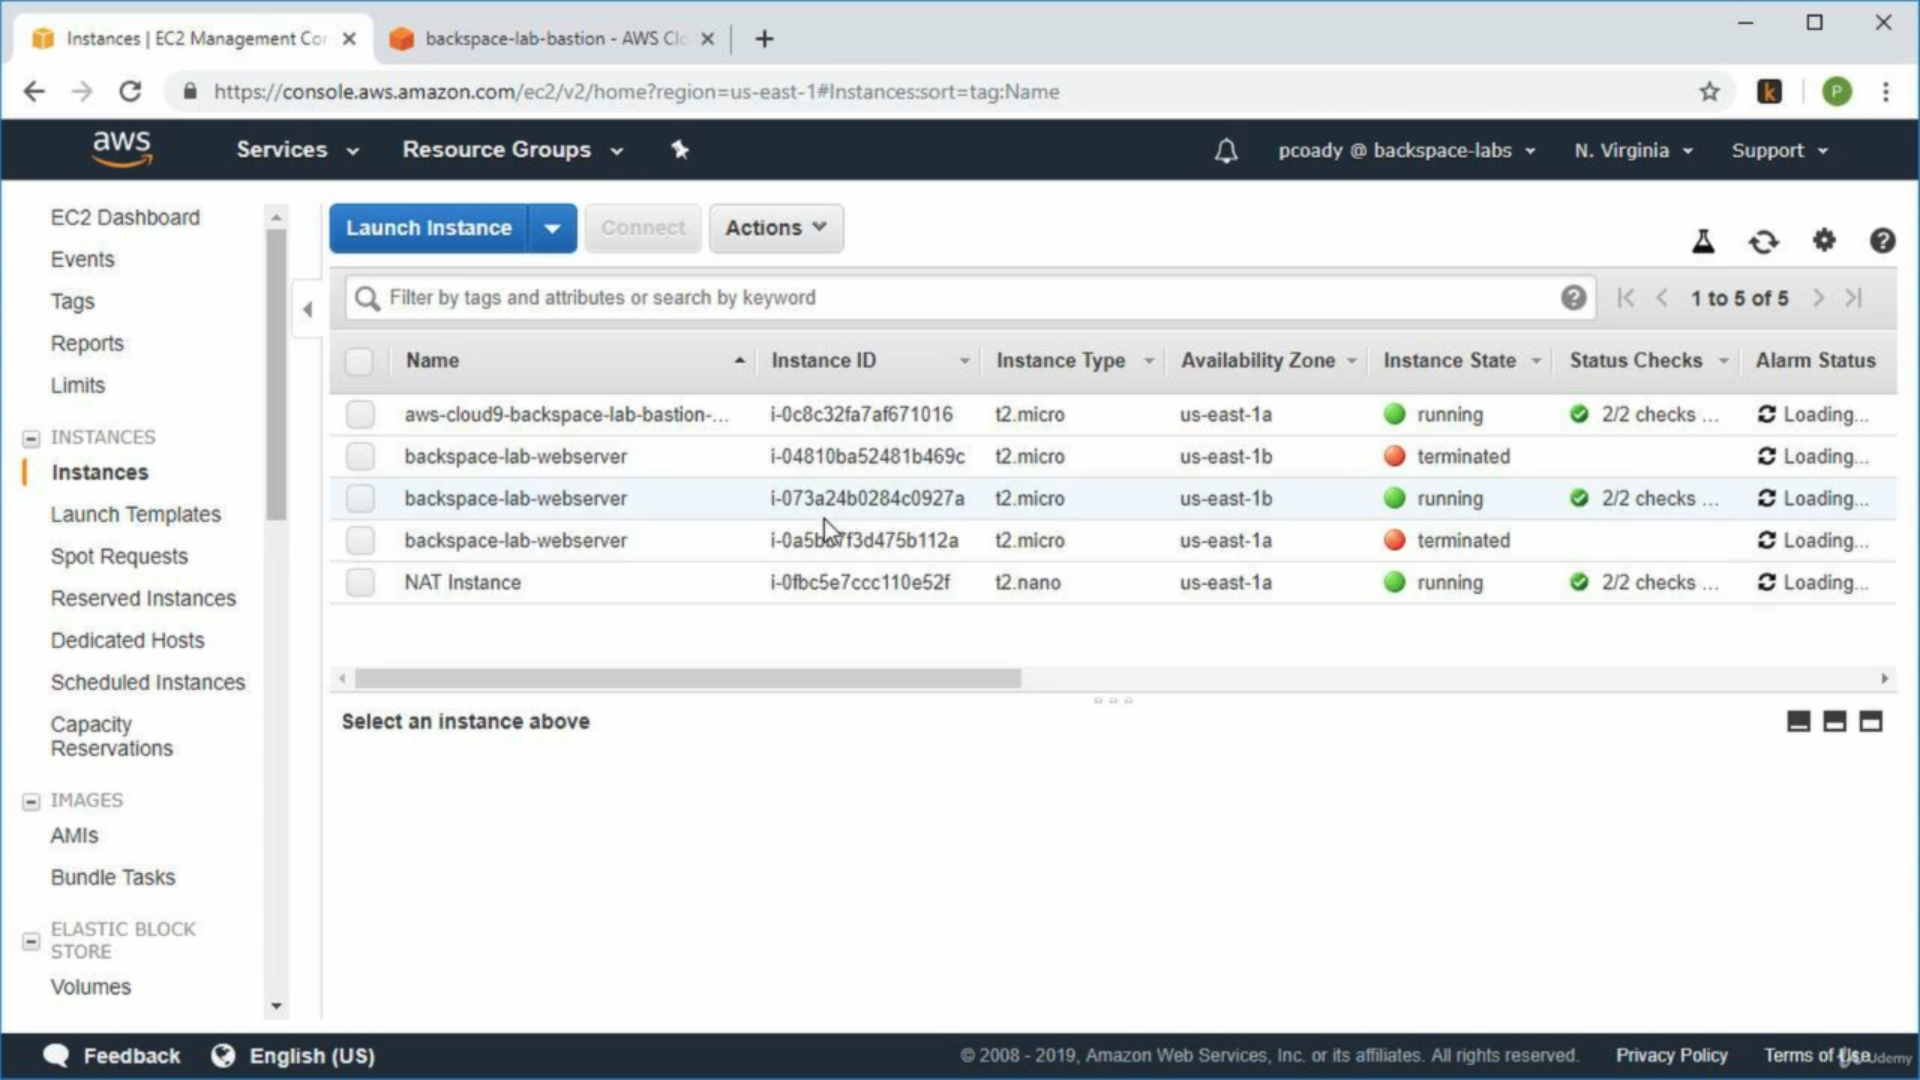 Instances | EC2 Management Cor
backspace-lab-bastion - AWS Clo
https://console.aws.amazon.com/ec2/v2/home?region=us-east-1#Instances:sort=tag:Name
k
P
aws
Services
Resource Groups
pcoady @ backspace-labs
N. Virginia
Support
EC2 Dashboard
Events
Tags
Reports
Limits
INSTANCES
Instances
Launch Templates
Spot Requests
Reserved Instances
Dedicated Hosts
Scheduled Instances
Capacity
Reservations
IMAGES
AMIs
Bundle Tasks
ELASTIC BLOCK
STORE
Volumes
Launch Instance
Connect
Actions
Filter by tags and attributes or search by keyword
1 to 5 of 5
Name Instance ID Instance Type Availability Zone Instance State Status Checks Alarm Status
aws-cloud9-backspace-lab-bastion-... i-0c8c32fa7af671016 t2.micro us-east-1a running 2/2 checks ... Loading...
backspace-lab-webserver i-04810ba52481b469c t2.micro us-east-1b terminated Loading...
backspace-lab-webserver i-073a24b0284c0927a t2.micro us-east-1b running 2/2 checks ... Loading...
backspace-lab-webserver t2.micro us-east-1a terminated Loading...
NAT Instance i-0fbc5e7ccc110e52f t2.nano us-east-1a running 2/2 checks ... Loading...
Select an instance above
Feedback
English (US)
© 2008 - 2019, Amazon Web Services, Inc. or its affiliates. All rights reserved.
Privacy Policy
Terms of Use
Udemy